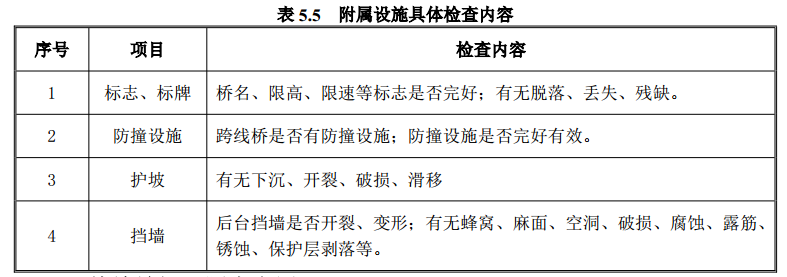 表 5.5 附属设施具体检查内容
序号 项目 检查内容
1 标志、标牌 桥名、限高、限速等标志是否完好；有无脱落、丢失、残缺。
2 防撞设施 跨线桥是否有防撞设施；防撞设施是否完好有效。
3 护坡 有无下沉、开裂、破损、滑移
4 挡墙 后台挡墙是否开裂、变形；有无蜂窝、麻面、空洞、破损、腐蚀、露筋、
锈蚀、保护层剥落等。